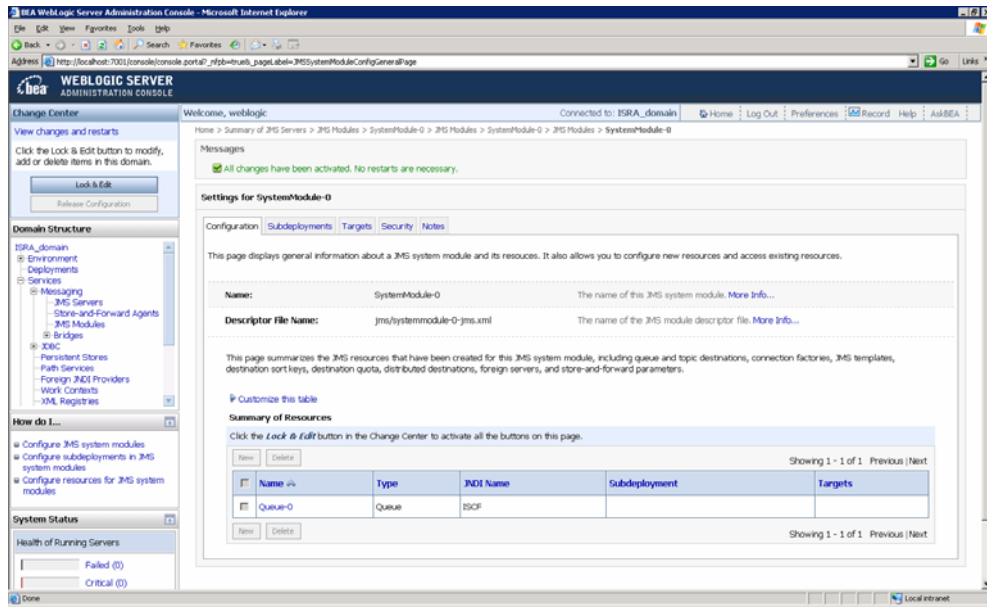 BEA WebLogic Server Administration Console - Microsoft Internet Explorer
File Edit View Favorites Tools Help
Back Search Favorites
Address http://localhost:7001/console/console.portal?_nfpb=true&_pageLabel=JMSSystemModuleConfigGeneralPage Go Links
bea WEBLOGIC SERVER
ADMINISTRATION CONSOLE
Change Center
View changes and restarts
Click the Lock & Edit button to modify,
add or delete items in this domain.
Lock & Edit
Release Configuration
Domain Structure
ISRA_domain
Environment
Deployments
Services
Messaging
JMS Servers
Store-and-Forward Agents
JMS Modules
Bridges
JDBC
Persistent Stores
Path Services
Foreign JNDI Providers
Work Contexts
XML Registries
How do I...
Configure JMS system modules
Configure subdeployments in JMS
system modules
Configure resources for JMS system
modules
System Status
Health of Running Servers
Failed (0)
Critical (0)
Welcome, weblogic Connected to: ISRA_domain Home Log Out Preferences Record Help AskBEA
Home > Summary of JMS Servers > JMS Modules > SystemModule-0 > JMS Modules > SystemModule-0 > JMS Modules > SystemModule-0
Messages
All changes have been activated. No restarts are necessary.
Settings for SystemModule-0
Configuration Subdeployments Targets Security Notes
This page displays general information about a JMS system module and its resouces. It also allows you to configure new resources and access existing resources.
Name: SystemModule-0 The name of this JMS system module. More Info...
Descriptor File Name: jms/systemmodule-0-jms.xml The name of the JMS module descriptor file. More Info...
This page summarizes the JMS resources that have been created for this JMS system module, including queue and topic destinations, connection factories, JMS templates,
destination sort keys, destination quota, distributed destinations, foreign servers, and store-and-forward parameters.
Customize this table
Summary of Resources
Click the Lock & Edit button in the Change Center to activate all the buttons on this page.
New Delete Showing 1 - 1 of 1 Previous | Next
Name Type JNDI Name Subdeployment Targets
Queue-0 Queue ISCF
New Delete Showing 1 - 1 of 1 Previous | Next
Done Local intranet